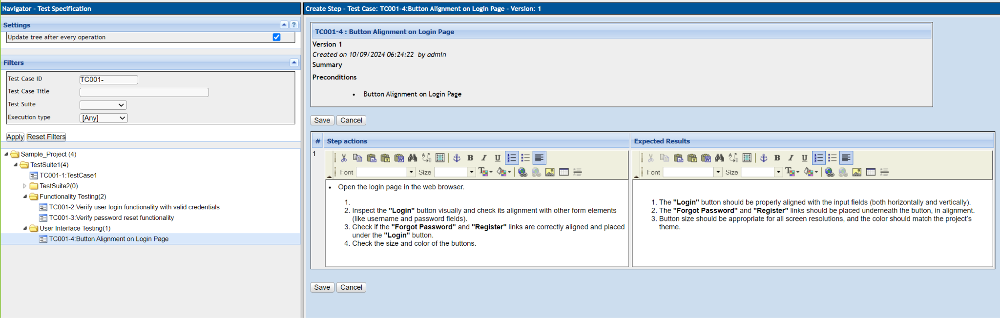 Navigator - Test Specification
Settings
?
Update tree after every operation
Filters
Test Case ID TC001-
Test Case Title
Test Suite
Execution type [Any]
Apply Reset Filters
Sample_Project (4)
TestSuite1(4)
TC001-1:TestCase1
TestSuite2(0)
Functionality Testing(2)
TC001-2:Verify user login functionality with valid credentials
TC001-3:Verify password reset functionality
User Interface Testing(1)
TC001-4:Button Alignment on Login Page
Create Step - Test Case: TC001-4:Button Alignment on Login Page - Version: 1
TC001-4 : Button Alignment on Login Page
Version 1
Created on 10/09/2024 06:24:22 by admin
Summary
Preconditions
• Button Alignment on Login Page
Save Cancel
# Step actions Expected Results
1
B I U
Font Size
• Open the login page in the web browser.
1.
2. Inspect the "Login" button visually and check its alignment with other form elements
(like username and password fields).
3. Check if the "Forgot Password" and "Register" links are correctly aligned and placed
under the "Login" button.
4. Check the size and color of the buttons.
B I U
Font Size
1. The "Login" button should be properly aligned with the input fields (both horizontally and vertically).
2. The "Forgot Password" and "Register" links should be placed underneath the button, in alignment.
3. Button size should be appropriate for all screen resolutions, and the color should match the project's
theme.
Save Cancel